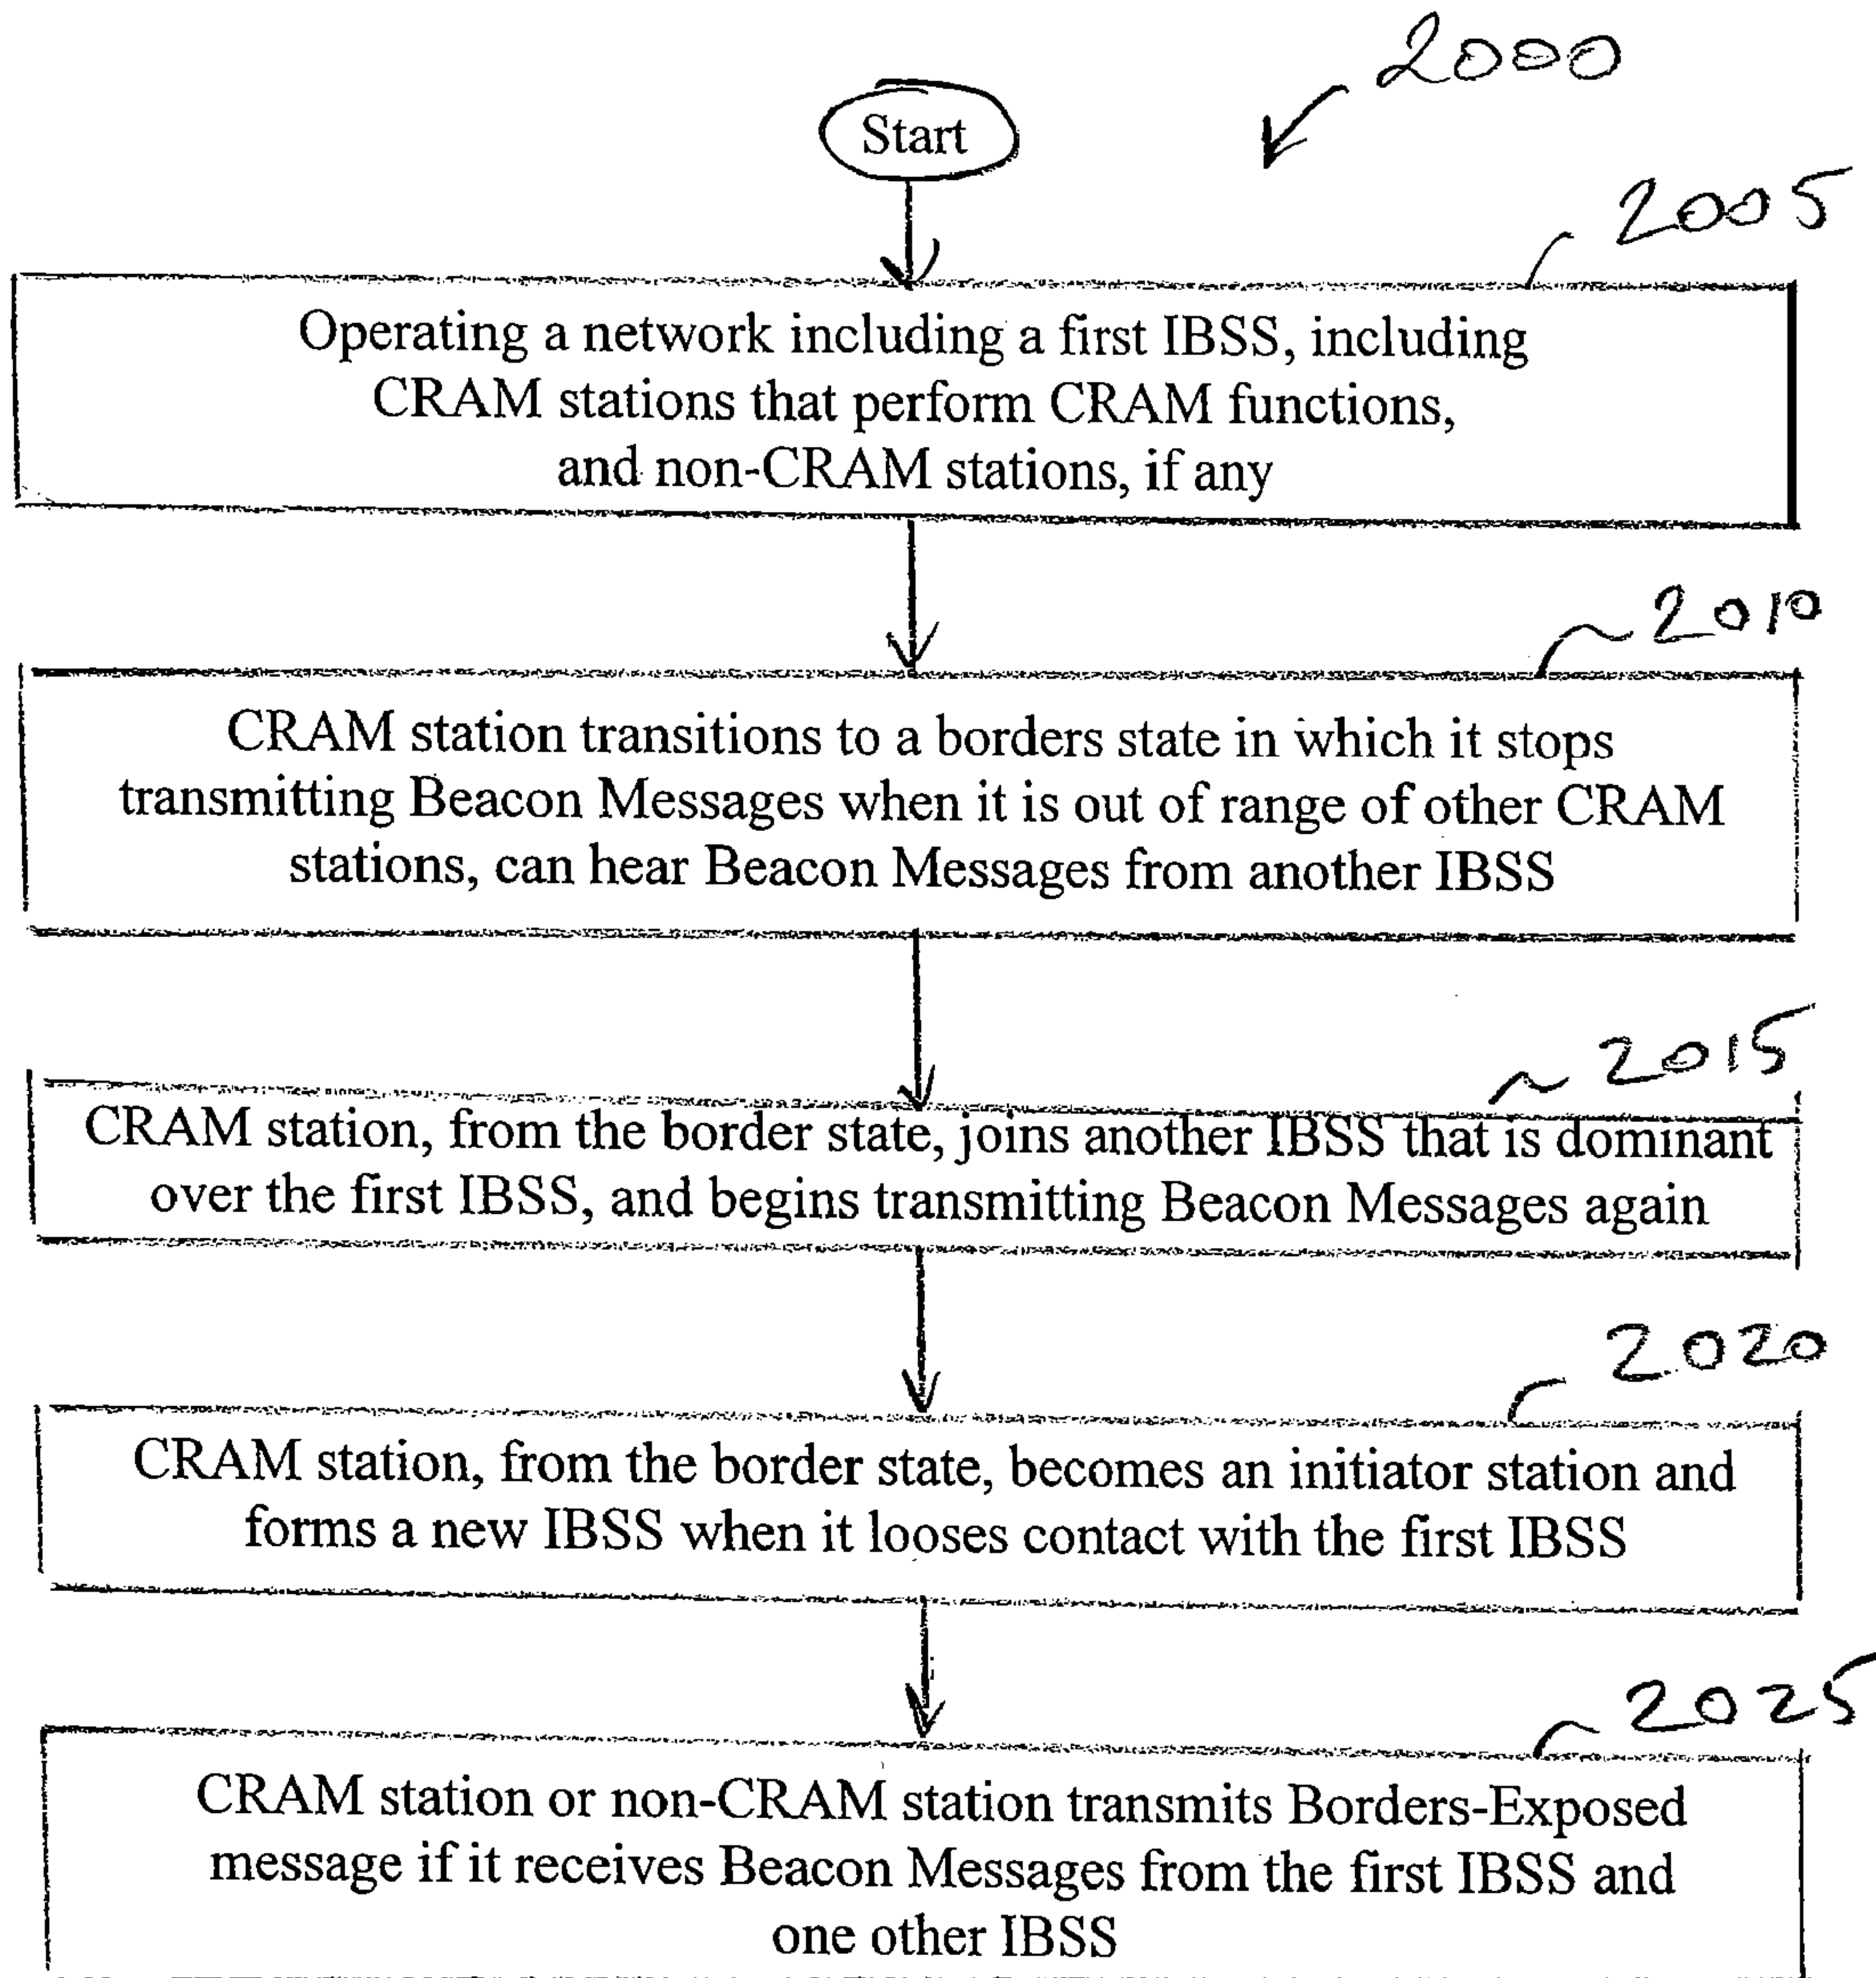 2000
Start
2005
Operating a network including a first IBSS, including
CRAM stations that perform CRAM functions,
and non-CRAM stations, if any
2010
CRAM station transitions to a borders state in which it stops
transmitting Beacon Messages when it is out of range of other CRAM
stations, can hear Beacon Messages from another IBSS
2015
CRAM station, from the border state, joins another IBSS that is dominant
over the first IBSS, and begins transmitting Beacon Messages again
2020
CRAM station, from the border state, becomes an initiator station and
forms a new IBSS when it looses contact with the first IBSS
2025
CRAM station or non-CRAM station transmits Borders-Exposed
message if it receives Beacon Messages from the first IBSS and
one other IBSS